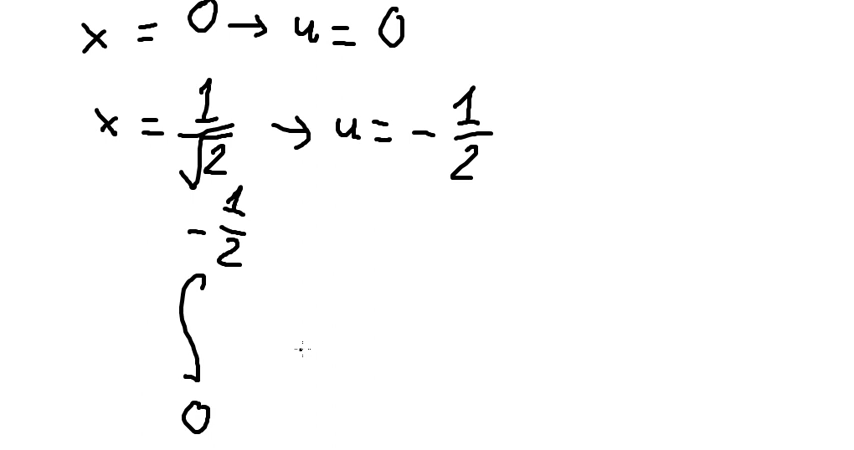 x = 0 → u = 0
x = 1/√2 → u = - 1/2
- 1/2
∫
0